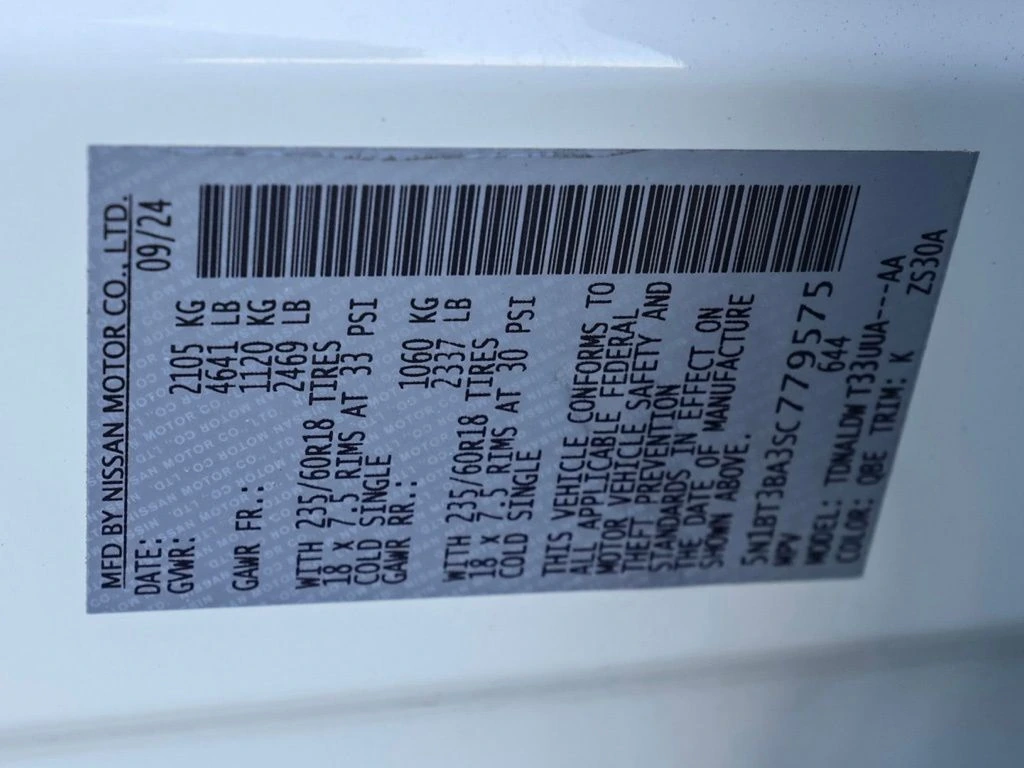 MFD BY NISSAN MOTOR CO., LTD.
DATE: 09/24
GVWR: 2105 KG
4641 LB
GAWR FR.: 1120 KG
2469 LB
WITH 235/60R18 TIRES
18 x 7.5 RIMS AT 33 PSI
COLD SINGLE
GAWR RR.: 1060 KG
2337 LB
WITH 235/60R18 TIRES
18 x 7.5 RIMS AT 30 PSI
COLD SINGLE
THIS VEHICLE CONFORMS TO
ALL APPLICABLE FEDERAL
MOTOR VEHICLE SAFETY AND
THEFT PREVENTION
STANDARDS IN EFFECT ON
THE DATE OF MANUFACTURE
SHOWN ABOVE.
5N1BT3BA3SC779575
MPV 644
MODEL: TDNALDWT33UUA---AA
COLOR: QBE TRIM: K ZS30A